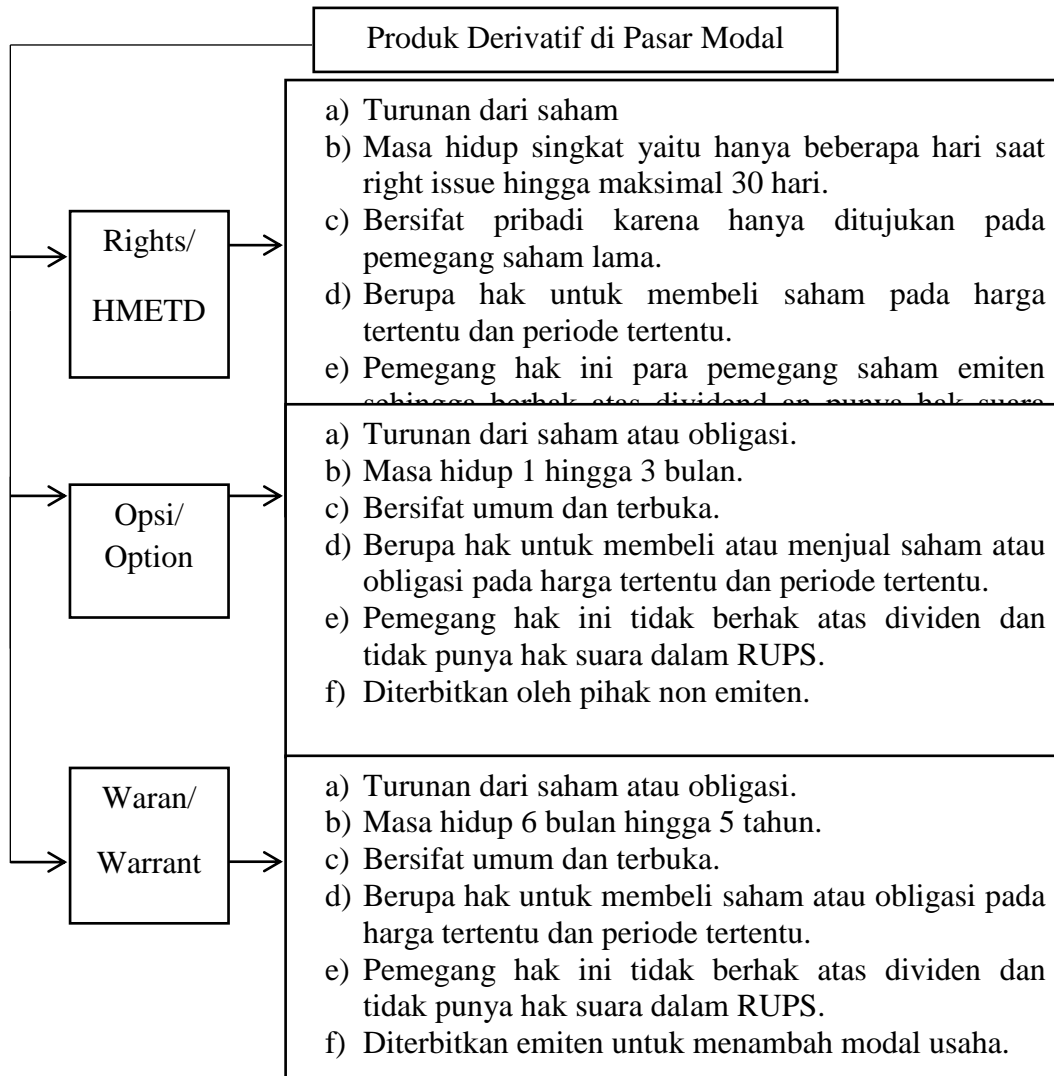 Produk Derivatif di Pasar Modal
Rights/
HMETD
a) Turunan dari saham
b) Masa hidup singkat yaitu hanya beberapa hari saat
right issue hingga maksimal 30 hari.
c) Bersifat pribadi karena hanya ditujukan pada
pemegang saham lama.
d) Berupa hak untuk membeli saham pada harga
tertentu dan periode tertentu.
e) Pemegang hak ini para pemegang saham emiten
sehingga berhak atas dividend an punya hak suara
Opsi/
Option
a) Turunan dari saham atau obligasi.
b) Masa hidup 1 hingga 3 bulan.
c) Bersifat umum dan terbuka.
d) Berupa hak untuk membeli atau menjual saham atau
obligasi pada harga tertentu dan periode tertentu.
e) Pemegang hak ini tidak berhak atas dividen dan
tidak punya hak suara dalam RUPS.
f) Diterbitkan oleh pihak non emiten.
Waran/
Warrant
a) Turunan dari saham atau obligasi.
b) Masa hidup 6 bulan hingga 5 tahun.
c) Bersifat umum dan terbuka.
d) Berupa hak untuk membeli saham atau obligasi pada
harga tertentu dan periode tertentu.
e) Pemegang hak ini tidak berhak atas dividen dan
tidak punya hak suara dalam RUPS.
f) Diterbitkan emiten untuk menambah modal usaha.